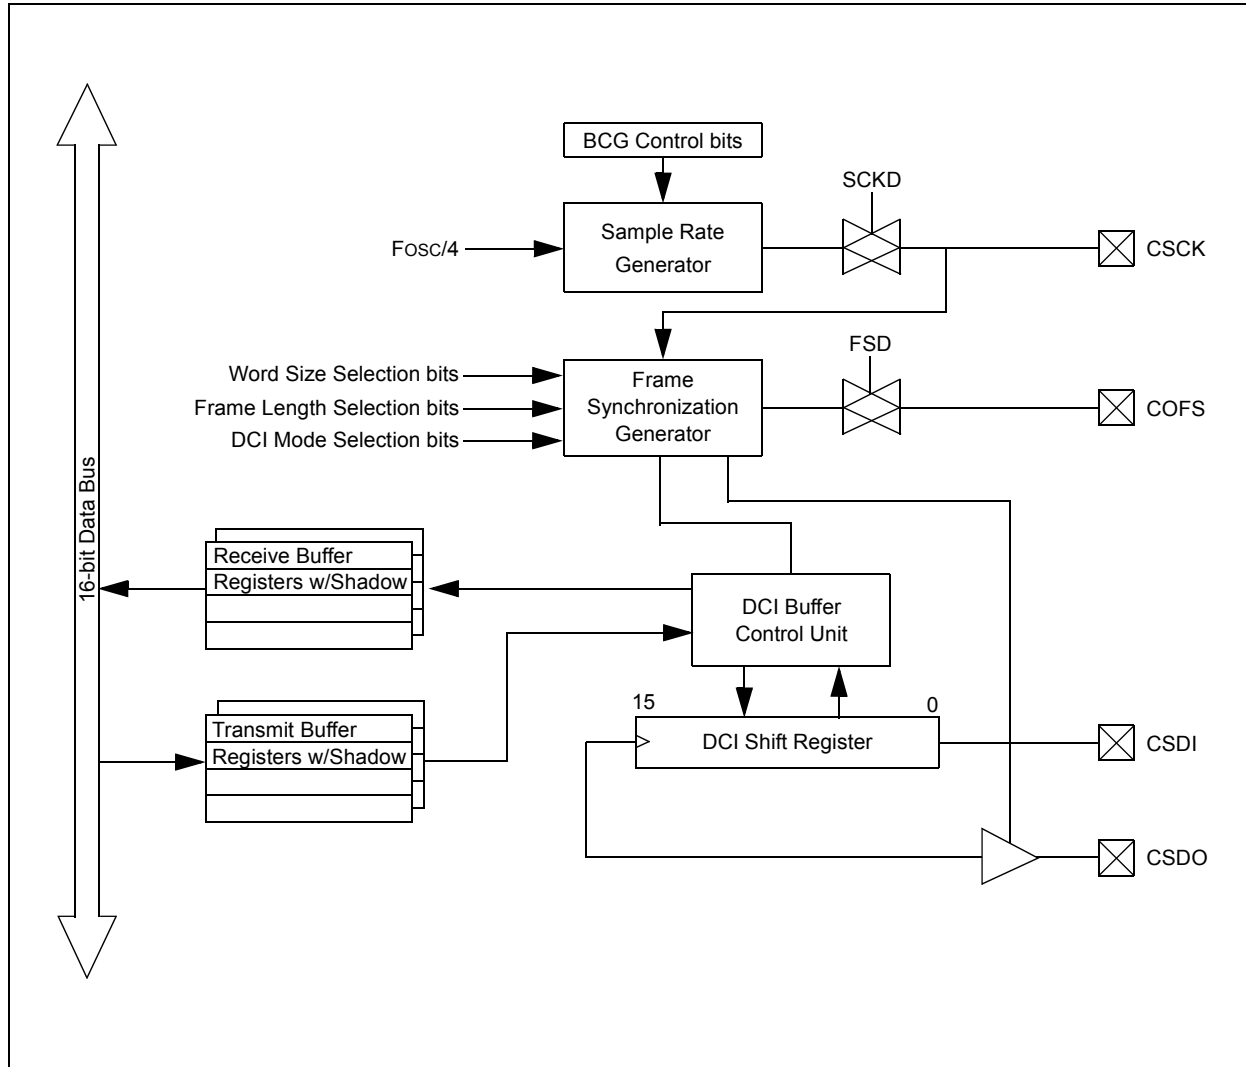 BCG Control bits
SCKD
FOSC/4
Sample Rate
Generator
CSCK
FSD
Word Size Selection bits
Frame Length Selection bits
DCI Mode Selection bits
Frame
Synchronization
Generator
COFS
16-bit Data Bus
Receive Buffer
Registers w/Shadow
DCI Buffer
Control Unit
Transmit Buffer
Registers w/Shadow
15
0
DCI Shift Register
CSDI
CSDO